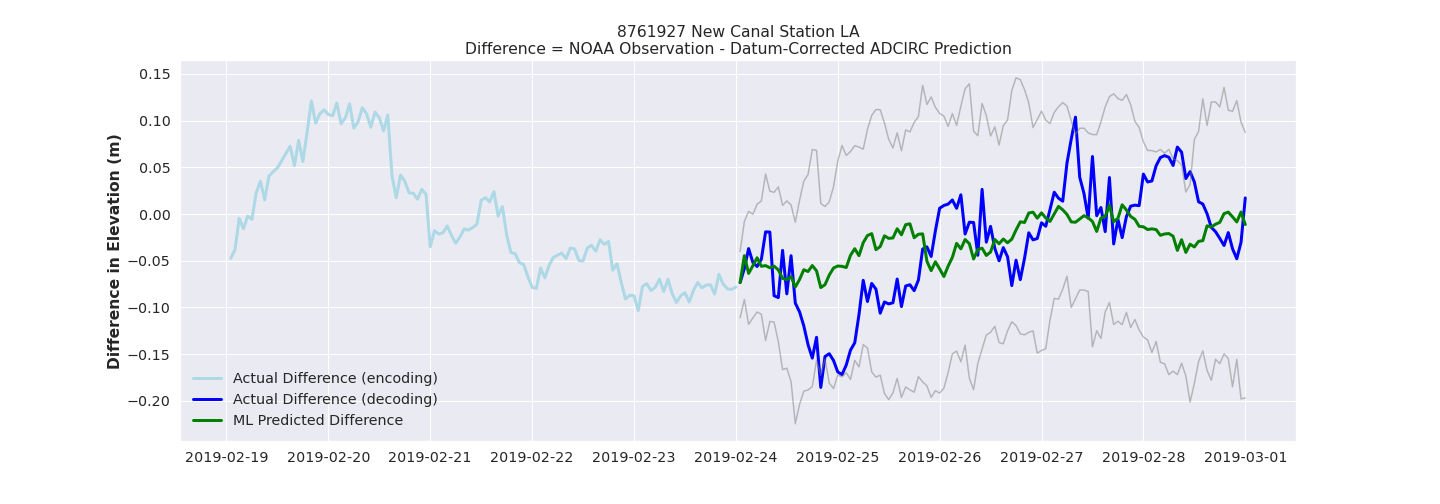 8761927 New Canal Station LA
Difference = NOAA Observation - Datum-Corrected ADCIRC Prediction
Difference in Elevation (m)
0.15
0.10
0.05
0.00
−0.05
−0.10
−0.15
−0.20
Actual Difference (encoding)
Actual Difference (decoding)
ML Predicted Difference
2019-02-19 2019-02-20 2019-02-21 2019-02-22 2019-02-23 2019-02-24 2019-02-25 2019-02-26 2019-02-27 2019-02-28 2019-03-01